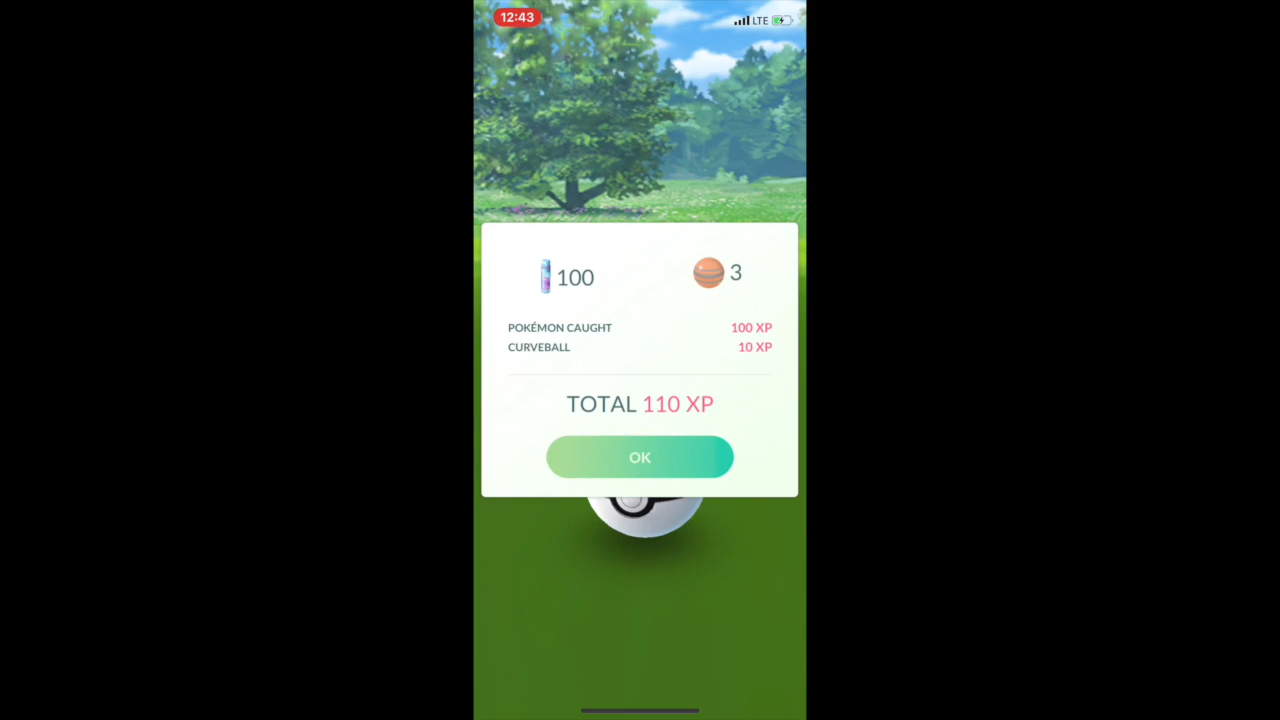 12:43 LTE
100 3
POKÉMON CAUGHT 100 XP
CURVEBALL 10 XP
TOTAL 110 XP
OK